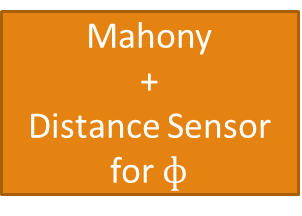 Mahony
+
Distance Sensor
for ф